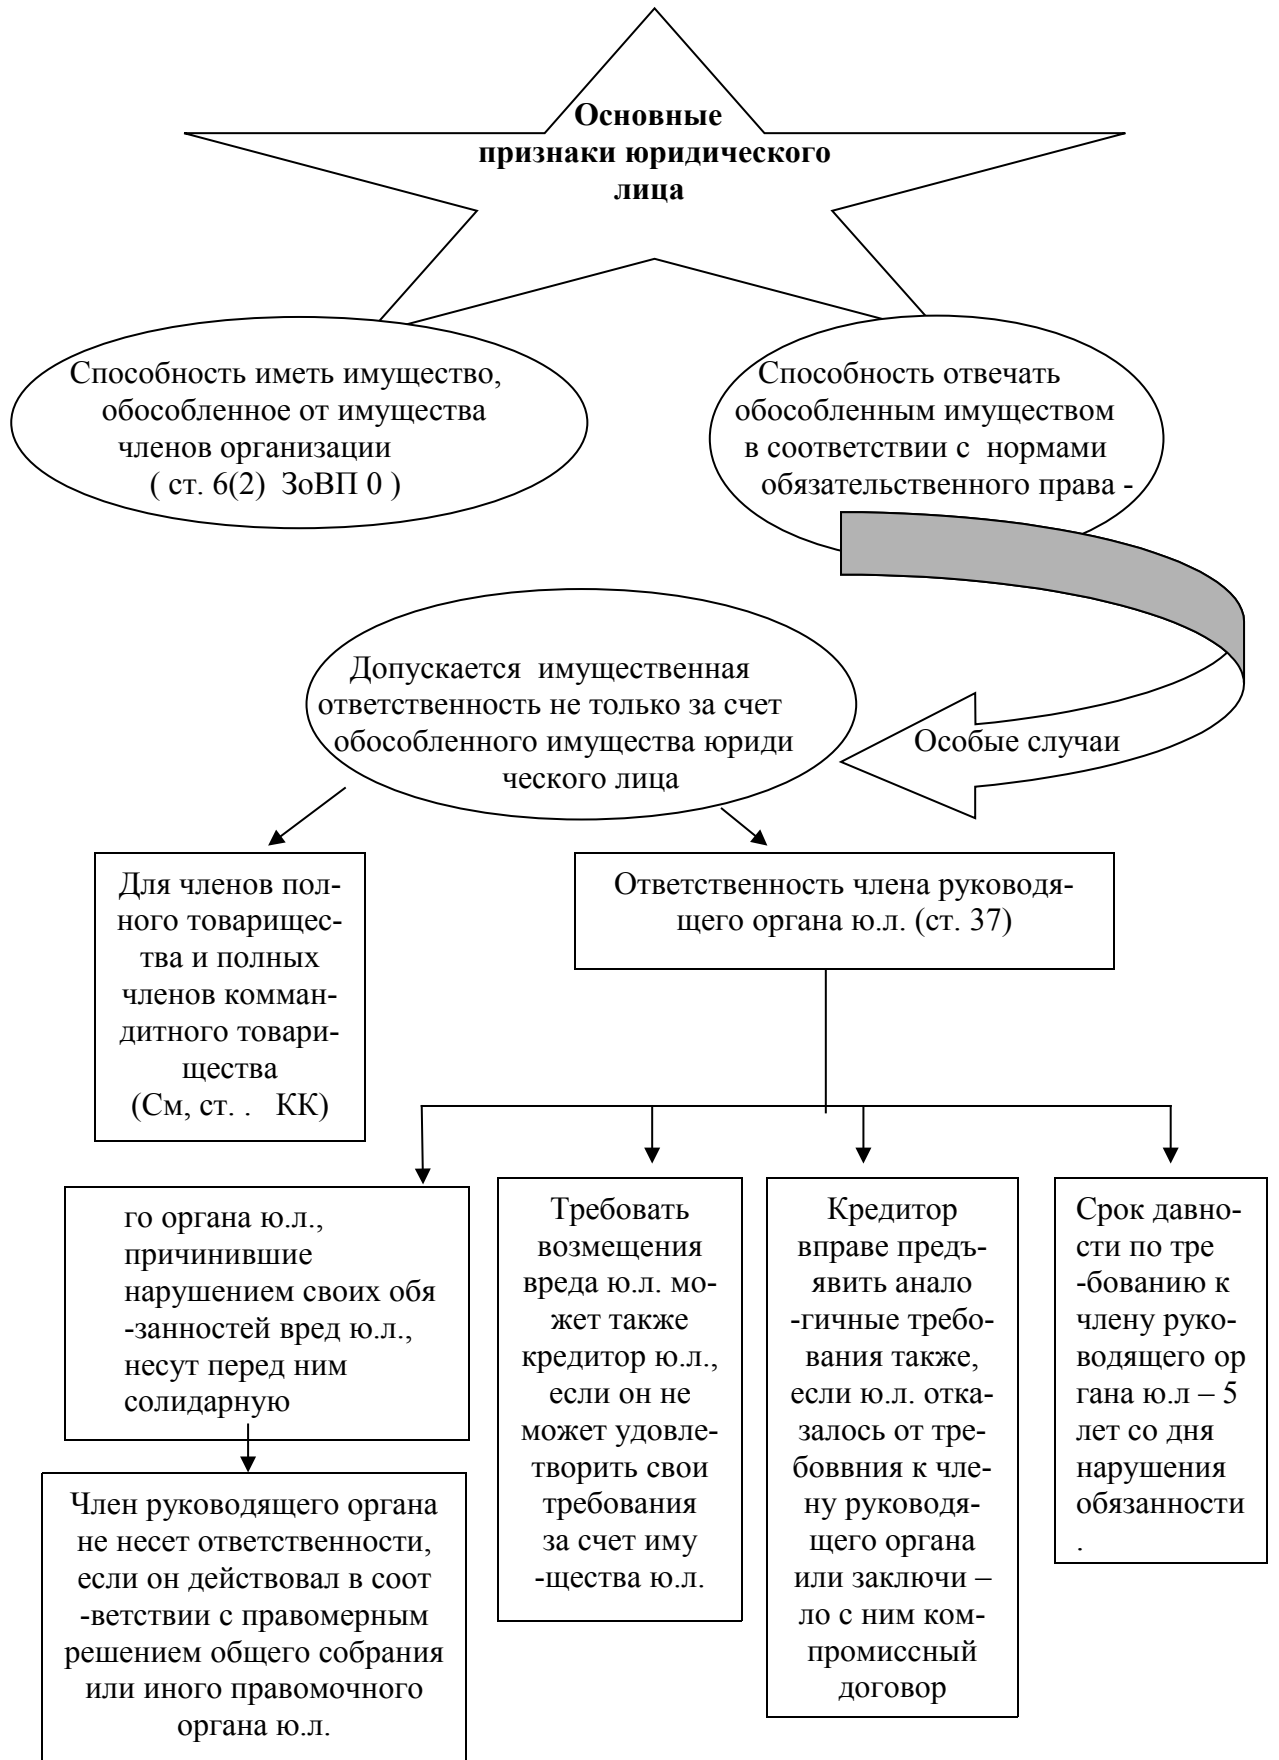 Основные
признаки юридического
лица
Способность иметь имущество,
обособленное от имущества
членов организации
( ст. 6(2) ЗоВП 0 )
Способность отвечать
обособленным имуществом
в соответствии с нормами
обязательственного права -
Допускается имущественная
ответственность не только за счет
обособленного имущества юриди
ческого лица
Особые случаи
Для членов пол-
ного товарищес-
тва и полных
членов комман-
дитного товари-
щества
(См, ст. . КК)
Ответственность члена руководя-
щего органа ю.л. (ст. 37)
го органа ю.л.,
причинившие
нарушением своих обя
-занностей вред ю.л.,
несут перед ним
солидарную
Член руководящего органа
не несет ответственности,
если он действовал в соот
-ветствии с правомерным
решением общего собрания
или иного правомочного
органа ю.л.
Требовать
возмещения
вреда ю.л. мо-
жет также
кредитор ю.л.,
если он не
может удовле-
творить свои
требования
за счет иму
-щества ю.л.
Кредитор
вправе предъ-
явить анало
-гичные требо-
вания также,
если ю.л. отка-
залось от тре-
боввния к чле-
ну руководя-
щего органа
или заключи –
ло с ним ком-
промиссный
договор
Срок давно-
сти по тре
-бованию к
члену руко-
водящего ор
гана ю.л – 5
лет со дня
нарушения
обязанности
.